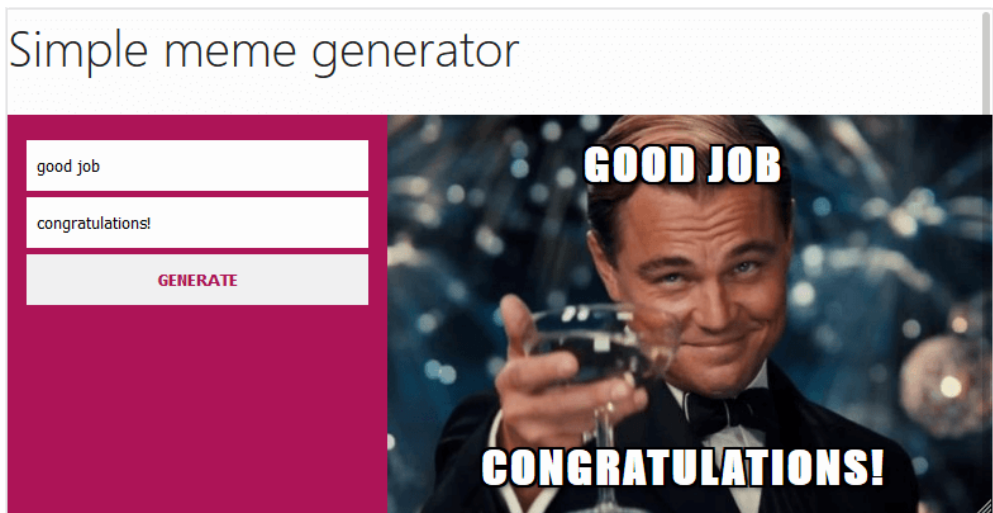 Simple meme generator
good job
congratulations!
GENERATE
GOOD JOB
CONGRATULATIONS!